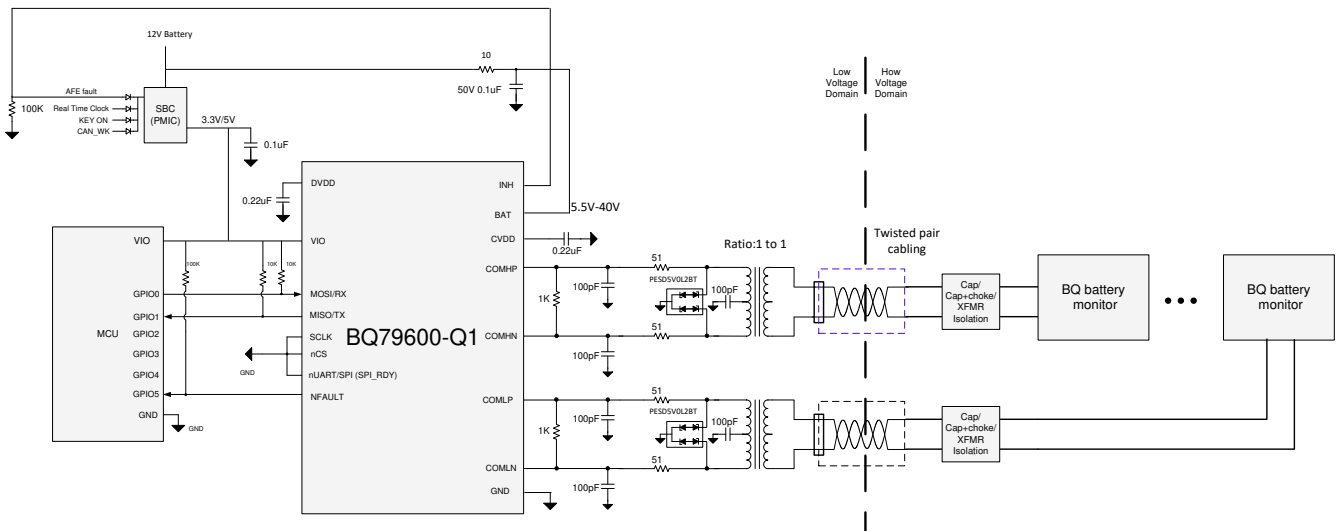 12V Battery
10
50V 0.1uF
AFE fault
Real Time Clock
KEY ON
CAN_WK
100K
SBC
(PMIC)
3.3V/5V
0.1uF
Low
Voltage
Domain
How
Voltage
Domain
DVDD
0.22uF
INH
BAT
5.5V-40V
CVDD
0.22uF
VIO
VIO
100K
10K
10K
GPIO0
MOSI/RX
GPIO1
MISO/TX
MCU
GPIO2
SCLK
GPIO3
nCS
GND
GPIO4
nUART/SPI (SPI_RDY)
GPIO5
NFAULT
GND
GND
BQ79600-Q1
COMHP
COMHN
COMLP
COMLN
GND
1K
100pF
100pF
51
PESD5V0L2BT
100pF
51
Ratio:1 to 1
Twisted pair
cabling
Cap/
Cap+choke/
XFMR
Isolation
BQ battery
monitor
BQ battery
monitor
1K
100pF
100pF
51
PESD5V0L2BT
100pF
51
Cap/
Cap+choke/
XFMR
Isolation